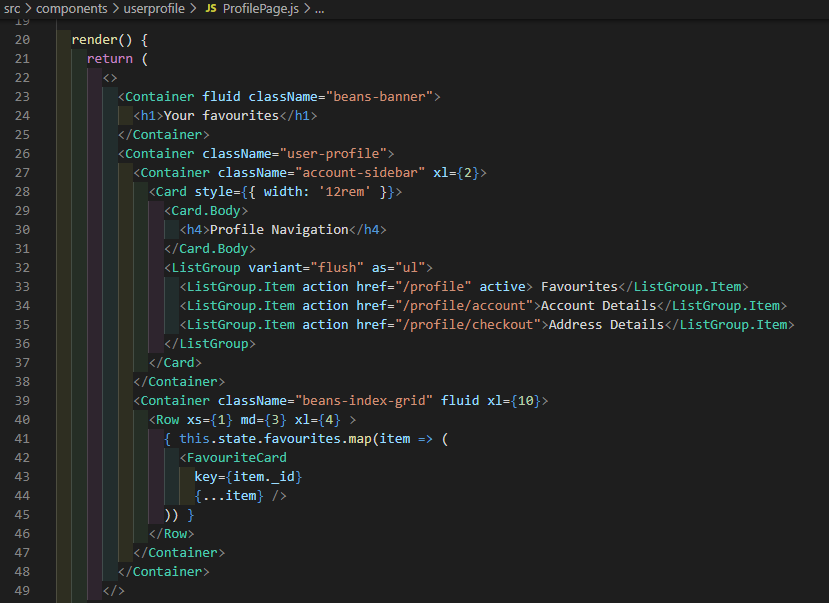 src > components > userprofile > JS ProfilePage.js > ...
19
20 render() {
21 return (
22 <>
23 <Container fluid className="beans-banner">
24 <h1>Your favourites</h1>
25 </Container>
26 <Container className="user-profile">
27 <Container className="account-sidebar" xl={2}>
28 <Card style={{ width: '12rem' }}>
29 <Card.Body>
30 <h4>Profile Navigation</h4>
31 </Card.Body>
32 <ListGroup variant="flush" as="ul">
33 <ListGroup.Item action href="/profile" active> Favourites</ListGroup.Item>
34 <ListGroup.Item action href="/profile/account">Account Details</ListGroup.Item>
35 <ListGroup.Item action href="/profile/checkout">Address Details</ListGroup.Item>
36 </ListGroup>
37 </Card>
38 </Container>
39 <Container className="beans-index-grid" fluid xl={10}>
40 <Row xs={1} md={3} xl={4} >
41 { this.state.favourites.map(item => (
42 <FavouriteCard
43 key={item._id}
44 {...item} />
45 )) }
46 </Row>
47 </Container>
48 </Container>
49 </>